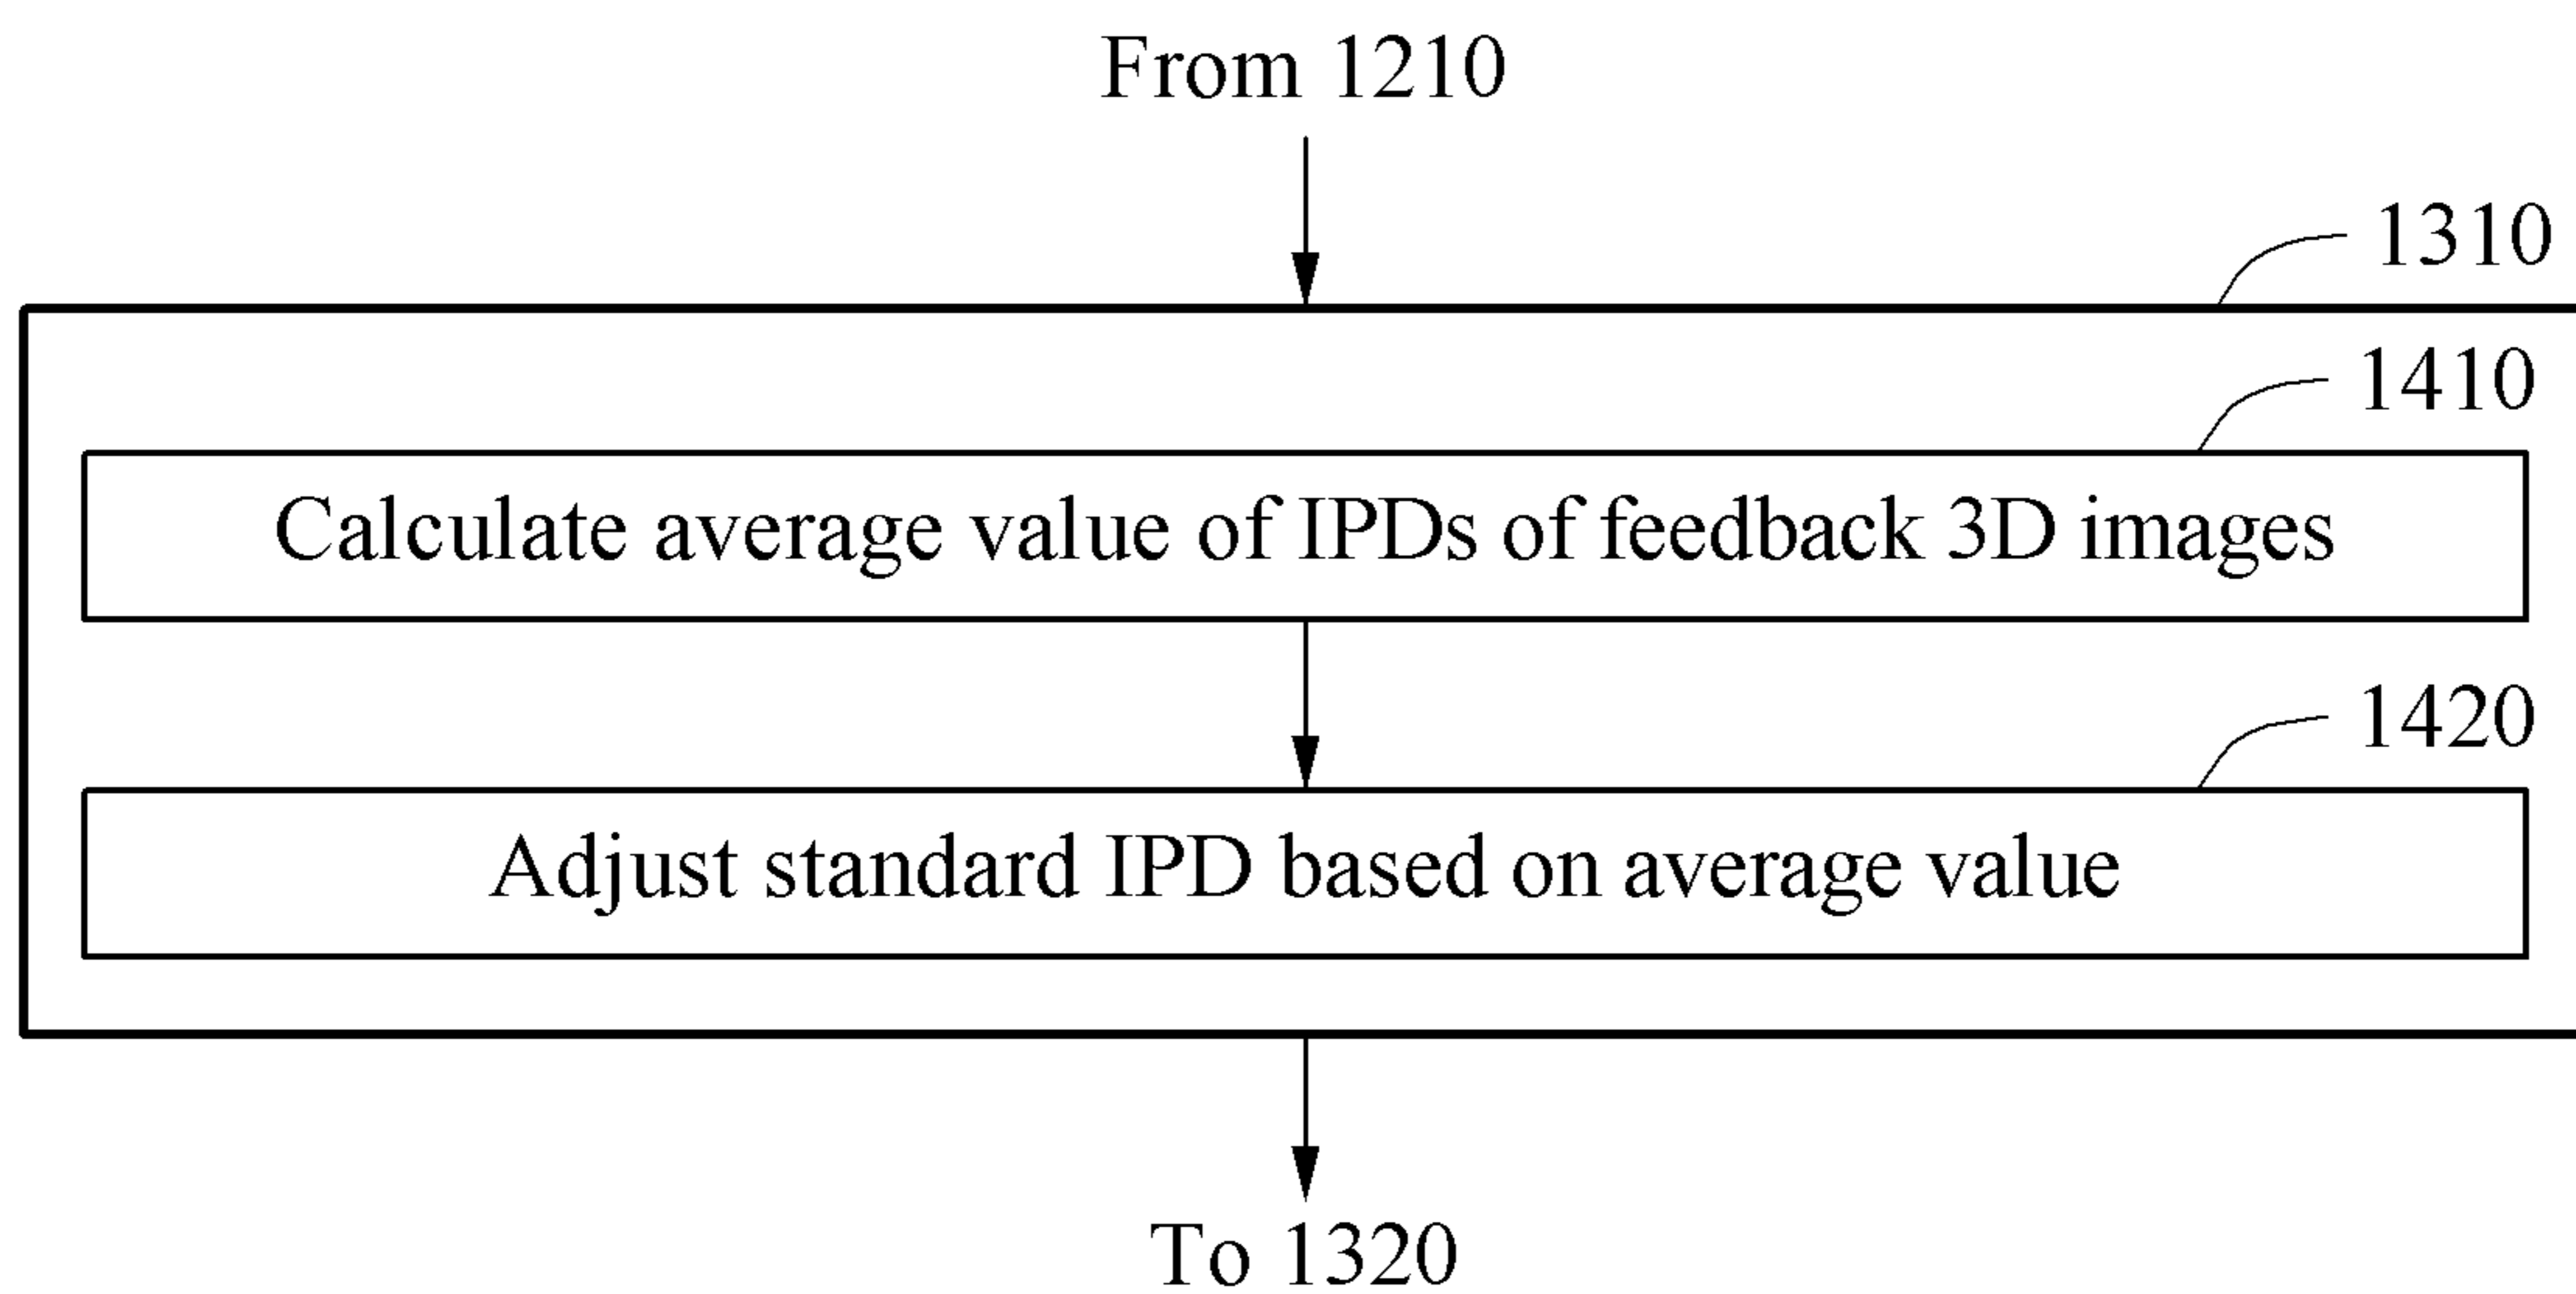 From 1210
1310
1410
Calculate average value of IPDs of feedback 3D images
1420
Adjust standard IPD based on average value
To 1320